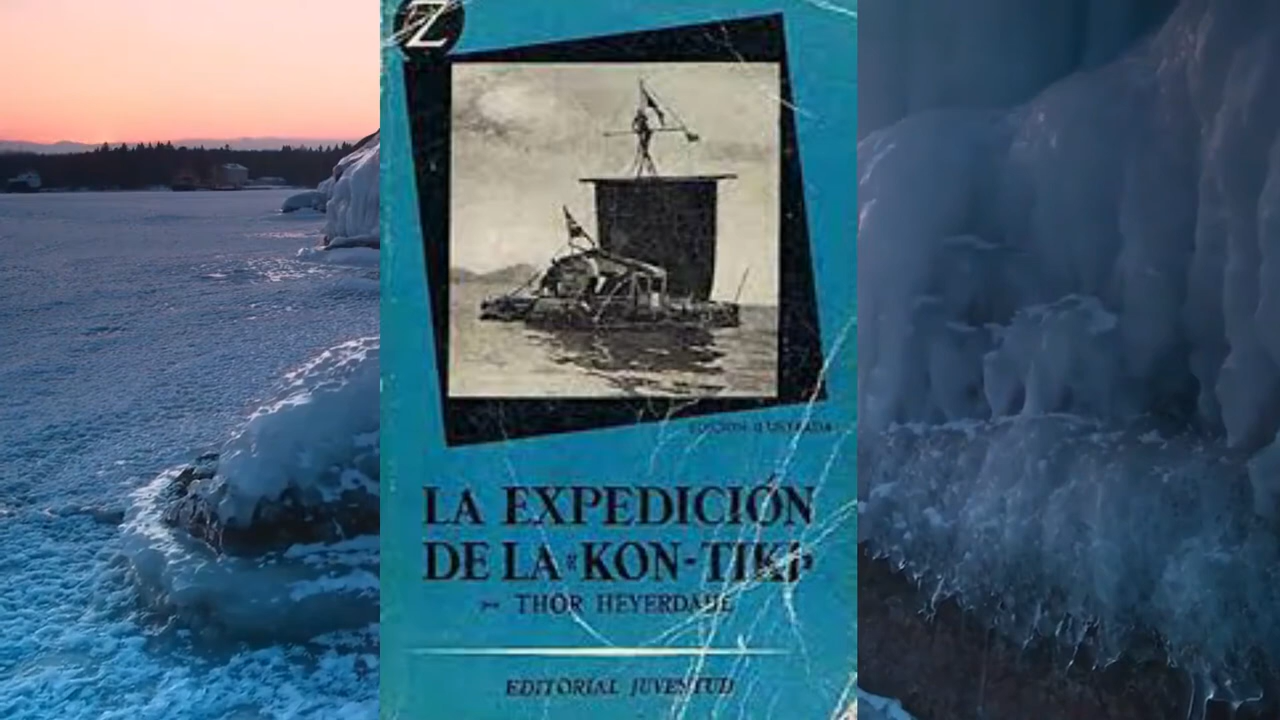 Z
EDICIÓN ILUSTRADA
LA EXPEDICIÓN
DE LA «KON-TIKI»
THOR HEYERDAHL
EDITORIAL JUVENTUD